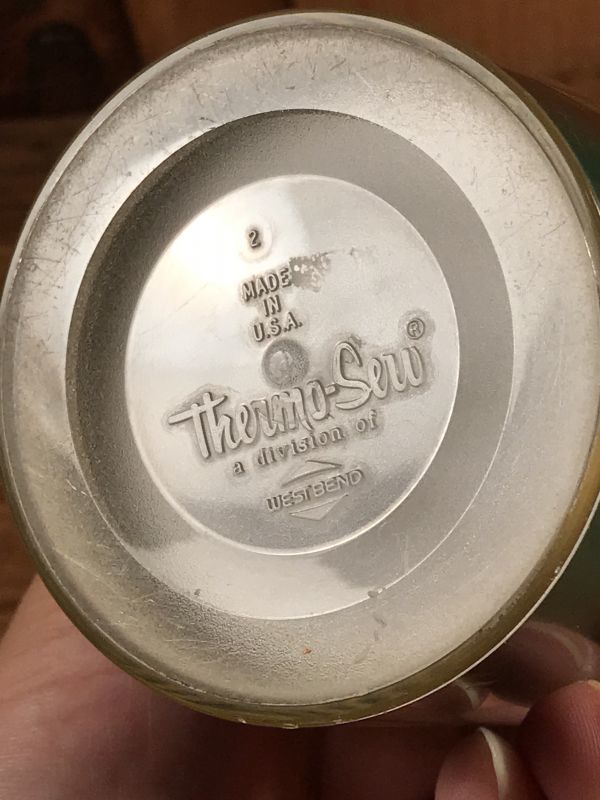 2
MADE
IN
U.S.A.
Thermo-Serv®
a division of
WEST BEND